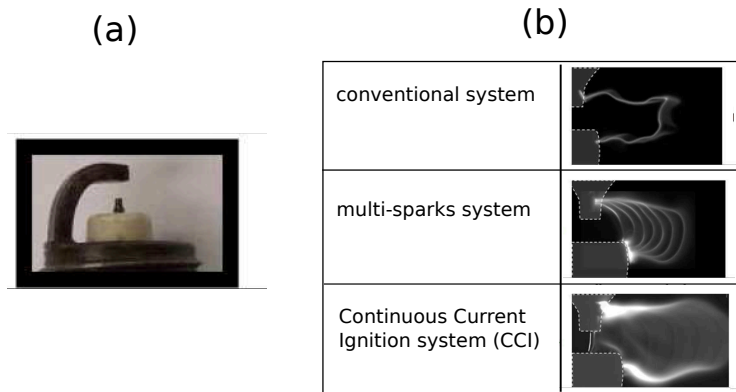 (a)
(b)
conventional system
multi-sparks system
Continuous Current
Ignition system (CCI)